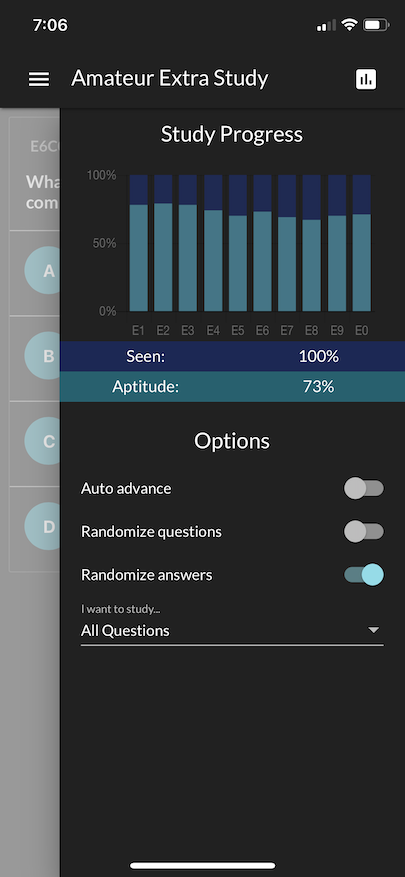 7:06
Amateur Extra Study
Study Progress
100%
50%
0%
E1 E2 E3 E4 E5 E6 E7 E8 E9 E0
Seen: 100%
Aptitude: 73%
Options
Auto advance
Randomize questions
Randomize answers
I want to study...
All Questions
E6C
Wha
com
A
B
C
D